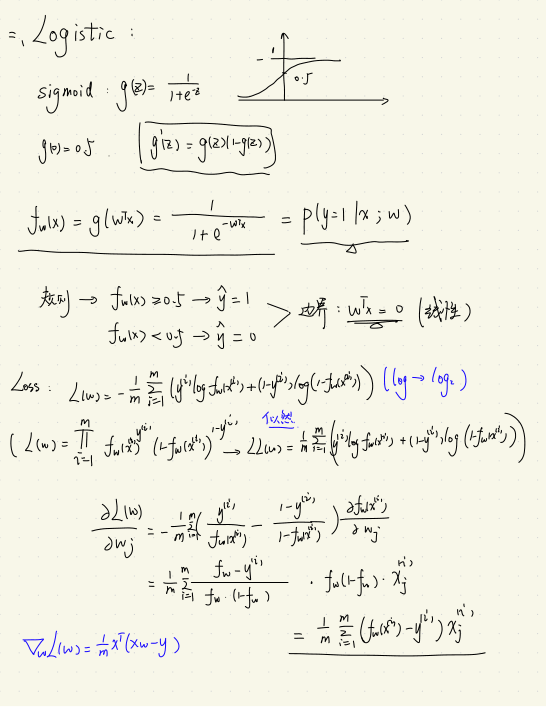 二、Logistic :
sigmoid : g(z) = 1/(1+e^-z)
1
0.5
g(0) = 0.5    g'(z) = g(z)(1-g(z))
f_w(x) = g(w^T x) = 1/(1+e^(-w^T x)) = p(y=1 | x ; w)
规则 → f_w(x) ≥ 0.5 → ŷ = 1
f_w(x) < 0.5 → ŷ = 0 > 边界 : w^T x = 0 (线性)
Loss : L(w) = -1/m Σ_{i=1}^m (y^(i) log f_w(x^(i)) + (1-y^(i)) log(1-f_w(x^(i)))) (log → log₂)
似然
( L(w) = ∏_{i=1}^m f_w(x^(i))^y^(i) (1-f_w(x^(i)))^(1-y^(i)) → LL(w) = 1/m Σ_{i=1}^m (y^(i) log f_w(x^(i)) + (1-y^(i)) log (1-f_w(x^(i)))) )
∂L(w)/∂w_j = -1/m Σ_{i=1}^m ( y^(i)/f_w(x^(i)) - (1-y^(i))/(1-f_w(x^(i))) ) ∂f_w(x^(i))/∂w_j
= 1/m Σ_{i=1}^m (f_w - y^(i))/(f_w · (1-f_w)) · f_w(1-f_w) · x_j^(i)
= 1/m Σ_{i=1}^m (f_w(x^(i)) - y^(i)) x_j^(i)
∇_w L(w) = 1/m x^T (xw - y)